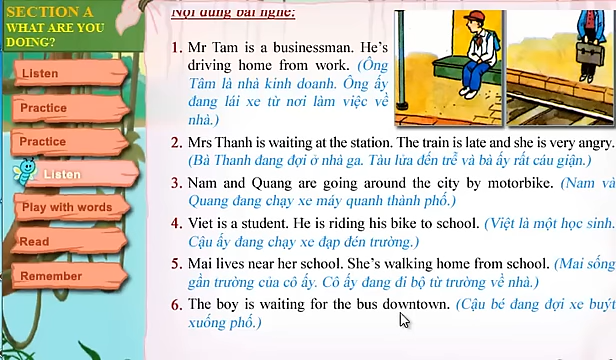 SECTION A
WHAT ARE YOU
DOING?
Listen
Practice
Practice
Listen
Play with words
Read
Remember
Nội dung bài nghe:
1. Mr Tam is a businessman. He's
driving home from work. (Ông
Tâm là nhà kinh doanh. Ông ấy
đang lái xe từ nơi làm việc về
nhà.)
2. Mrs Thanh is waiting at the station. The train is late and she is very angry.
(Bà Thanh đang đợi ở nhà ga. Tàu lửa đến trễ và bà ấy rất cáu giận.)
3. Nam and Quang are going around the city by motorbike. (Nam và
Quang đang chạy xe máy quanh thành phố.)
4. Viet is a student. He is riding his bike to school. (Việt là một học sinh.
Cậu ấy đang chạy xe đạp đén trường.)
5. Mai lives near her school. She's walking home from school. (Mai sống
gần trường của cô ấy. Cô ấy đang đi bộ từ trường về nhà.)
6. The boy is waiting for the bus downtown. (Cậu bé đang đợi xe buýt
xuống phố.)